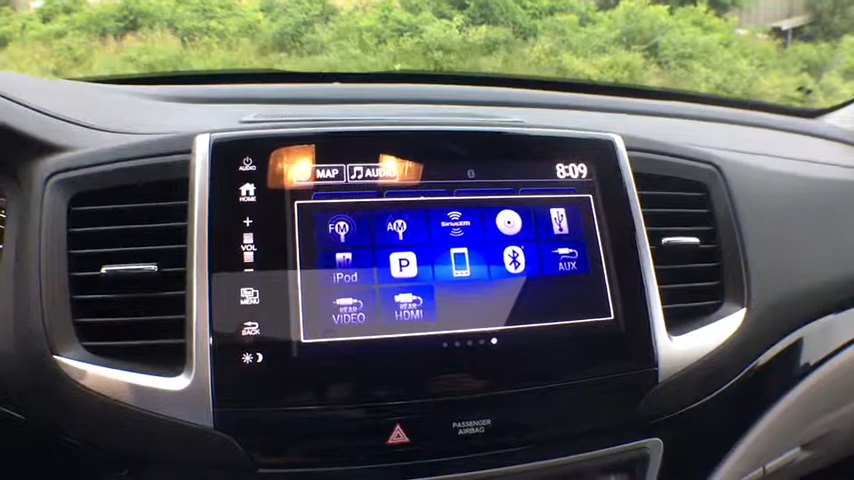 AUDIO
MAP
AUDIO
8:09
HOME
+
VOL
-
FM
AM
SiriusXM
iPod
P
AUX
MENU
BACK
REAR
VIDEO
REAR
HDMI
PASSENGER
AIRBAG